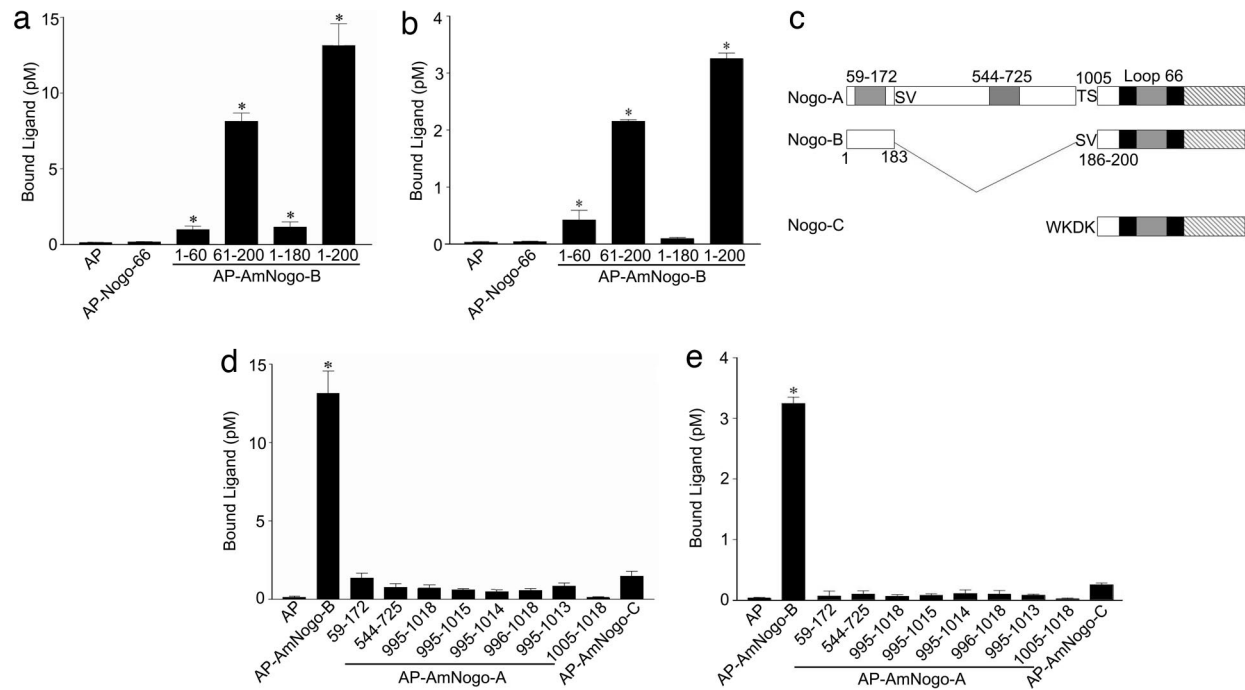 a
Bound Ligand (pM)
15
10
5
0
*
*
*
*
AP
AP-Nogo-66
1-60
61-200
1-180
1-200
AP-AmNogo-B
b
Bound Ligand (pM)
4
3
2
1
0
*
*
*
AP
AP-Nogo-66
1-60
61-200
1-180
1-200
AP-AmNogo-B
c
59-172
544-725
1005
Loop 66
Nogo-A
SV
TS
Nogo-B
SV
1
183
186-200
Nogo-C
WKDK
d
Bound Ligand (pM)
15
10
5
0
*
AP
AP-AmNogo-B
59-172
544-725
995-1018
995-1015
995-1014
996-1018
995-1013
1005-1018
AP-AmNogo-C
AP-AmNogo-A
e
Bound Ligand (pM)
4
3
2
1
0
*
AP
AP-AmNogo-B
59-172
544-725
995-1018
995-1015
995-1014
996-1018
995-1013
1005-1018
AP-AmNogo-C
AP-AmNogo-A